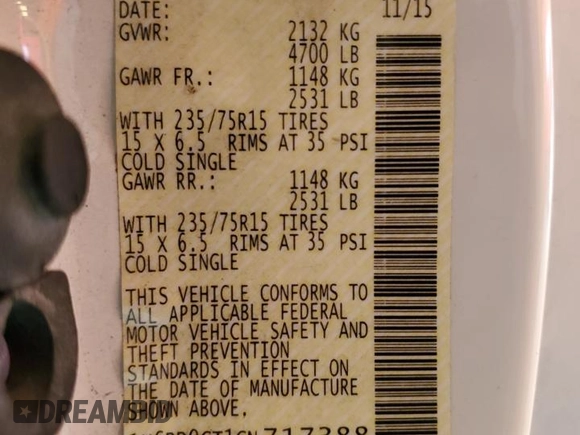 DATE: 11/15
GVWR: 2132 KG
4700 LB
GAWR FR.: 1148 KG
2531 LB
WITH 235/75R15 TIRES
15 X 6.5 RIMS AT 35 PSI
COLD SINGLE
GAWR RR.: 1148 KG
2531 LB
WITH 235/75R15 TIRES
15 X 6.5 RIMS AT 35 PSI
COLD SINGLE
THIS VEHICLE CONFORMS TO
ALL APPLICABLE FEDERAL
MOTOR VEHICLE SAFETY AND
THEFT PREVENTION
STANDARDS IN EFFECT ON
THE DATE OF MANUFACTURE
SHOWN ABOVE.
717388
DREAMSID